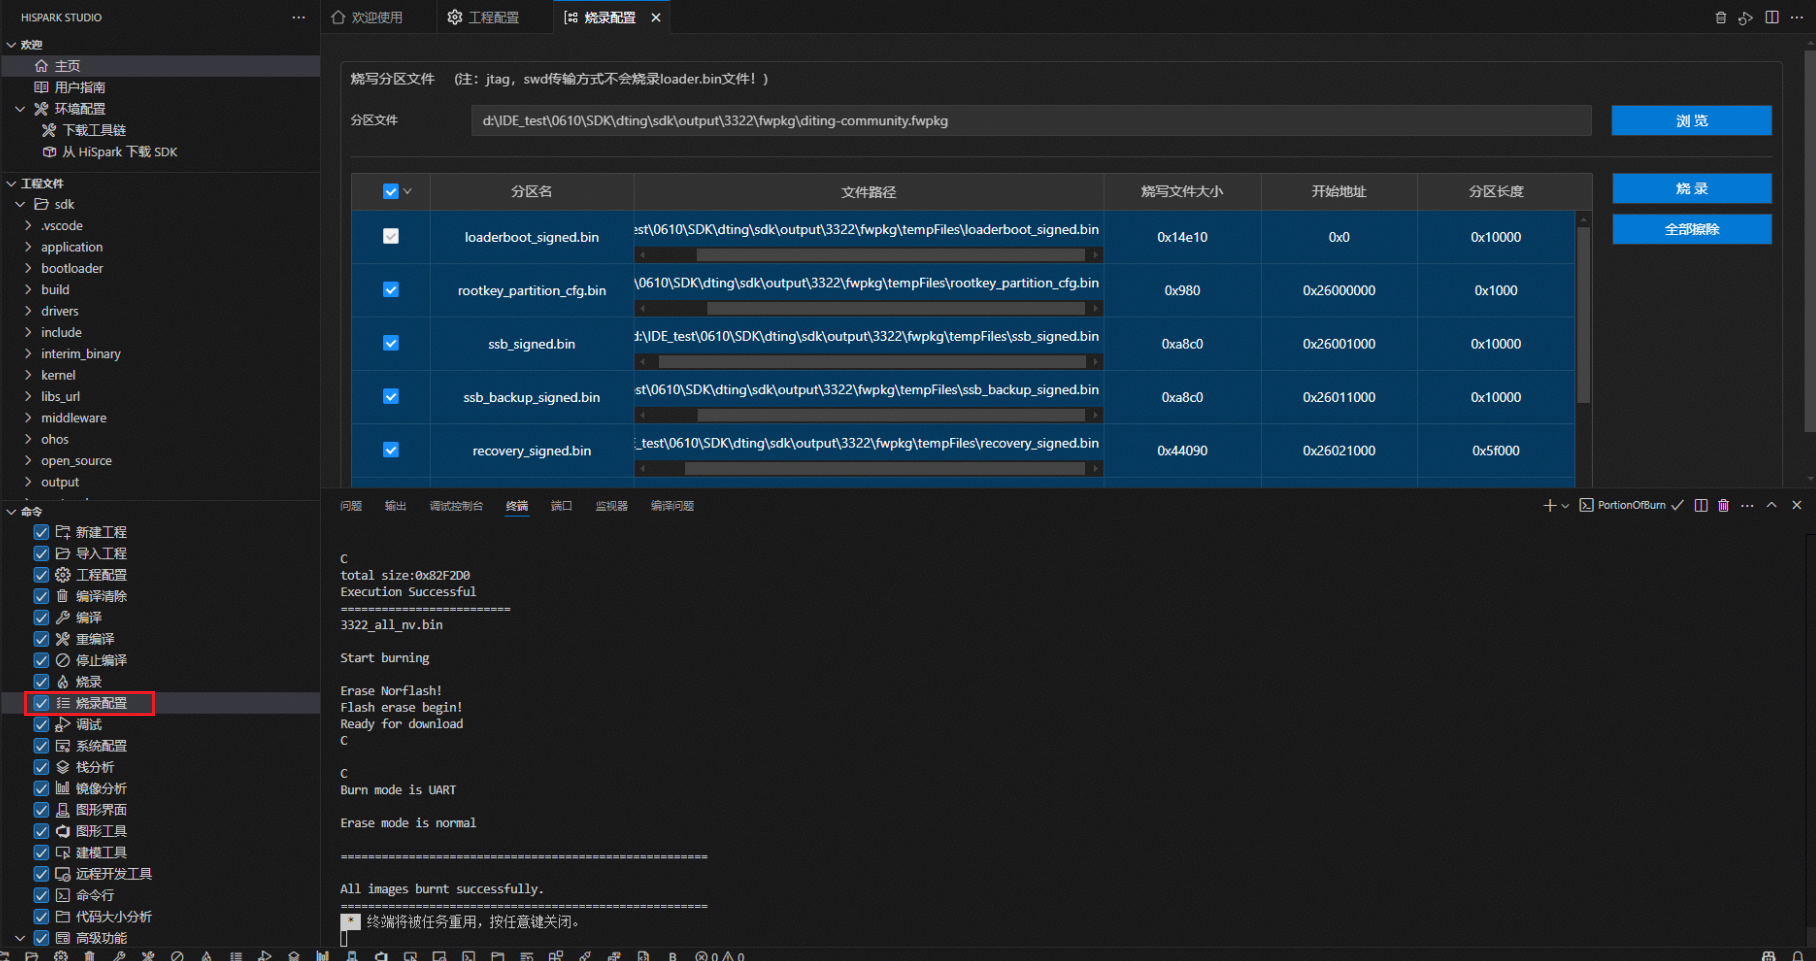 HISPARK STUDIO
欢迎
主页
用户指南
环境配置
下载工具链
从 HiSpark 下载 SDK
工程文件
sdk
.vscode
application
bootloader
build
drivers
include
interim_binary
kernel
libs_url
middleware
ohos
open_source
output
命令
新建工程
导入工程
工程配置
编译清除
编译
重编译
停止编译
烧录
烧录配置
调试
系统配置
栈分析
镜像分析
图形界面
图形工具
建模工具
远程开发工具
命令行
代码大小分析
高级功能
欢迎使用 工程配置 烧录配置
烧写分区文件 (注：jtag，swd传输方式不会烧录loader.bin文件！)
分区文件 d:\IDE_test\0610\SDK\dting\sdk\output\3322\fwpkg\diting-community.fwpkg 浏 览
分区名 文件路径 烧写文件大小 开始地址 分区长度 烧 录
全部擦除
loaderboot_signed.bin est\0610\SDK\dting\sdk\output\3322\fwpkg\tempFiles\loaderboot_signed.bin 0x14e10 0x0 0x10000
rootkey_partition_cfg.bin \0610\SDK\dting\sdk\output\3322\fwpkg\tempFiles\rootkey_partition_cfg.bin 0x980 0x26000000 0x1000
ssb_signed.bin d:\IDE_test\0610\SDK\dting\sdk\output\3322\fwpkg\tempFiles\ssb_signed.bin 0xa8c0 0x26001000 0x10000
ssb_backup_signed.bin st\0610\SDK\dting\sdk\output\3322\fwpkg\tempFiles\ssb_backup_signed.bin 0xa8c0 0x26011000 0x10000
recovery_signed.bin E_test\0610\SDK\dting\sdk\output\3322\fwpkg\tempFiles\recovery_signed.bin 0x44090 0x26021000 0x5f000
问题 输出 调试控制台 终端 端口 监视器 编译问题 PortionOfBurn
C
total size:0x82F2D0
Execution Successful
=========================
3322_all_nv.bin
Start burning
Erase Norflash!
Flash erase begin!
Ready for download
C
C
Burn mode is UART
Erase mode is normal
======================================================
All images burnt successfully.
======================================================
* 终端将被任务重用，按任意键关闭。
B 0 0